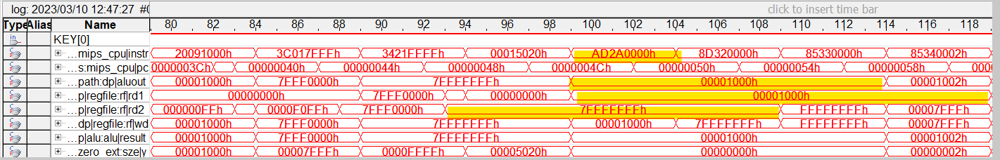 log: 2023/03/10 12:47:27 #0 click to insert time bar
Type Alias Name 80 82 84 86 88 90 92 94 96 98 100 102 104 106 108 110 112 114 116 118
KEY[0]
...mips_cpu|instr 20091000h 3C017FFFh 3421FFFFh 00015020h AD2A0000h 8D320000h 85330000h 85340002h
...s:mips_cpu|pc 0000003Ch 00000040h 00000044h 00000048h 0000004Ch 00000050h 00000054h 00000058h 0000
...path:dp|aluout 00001000h 7FFF0000h 7FFFFFFFh 00001000h 00001002h
...p|regfile:rf|rd1 00000000h 7FFF0000h 00000000h 00001000h
...p|regfile:rf|rd2 000000FFh 0000F0FFh 7FFF0000h 7FFFFFFFh FFFFFFFFh 00007FFFh
...dp|regfile:rf|wd 00001000h 7FFF0000h 7FFFFFFFh 00001000h 7FFFFFFFh FFFFFFFFh 00007FFFh
...p|alu:alu|result 00001000h 7FFF0000h 7FFFFFFFh 00001000h 00001002h
...zero_ext:sze|y 00001000h 00007FFFh 0000FFFFh 00005020h 00000000h 00000002h